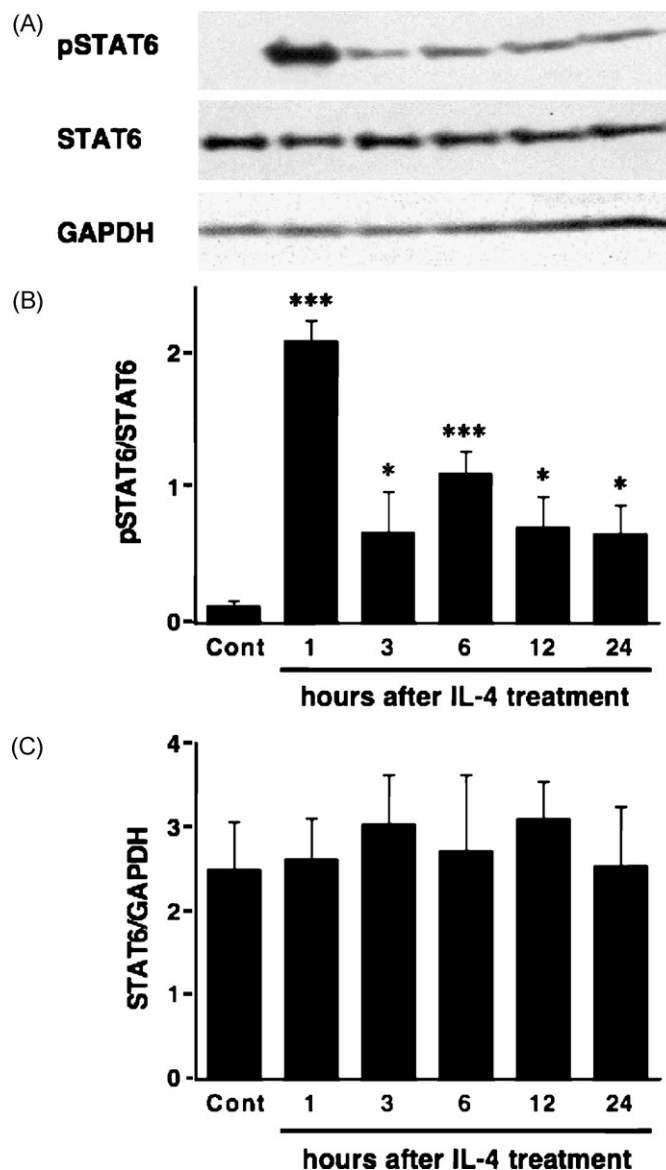 (A)
pSTAT6
STAT6
GAPDH
(B)
pSTAT6/STAT6
2
1
0
***
*
***
*
*
Cont 1 3 6 12 24
hours after IL-4 treatment
(C)
STAT6/GAPDH
4
3
2
1
0
Cont 1 3 6 12 24
hours after IL-4 treatment